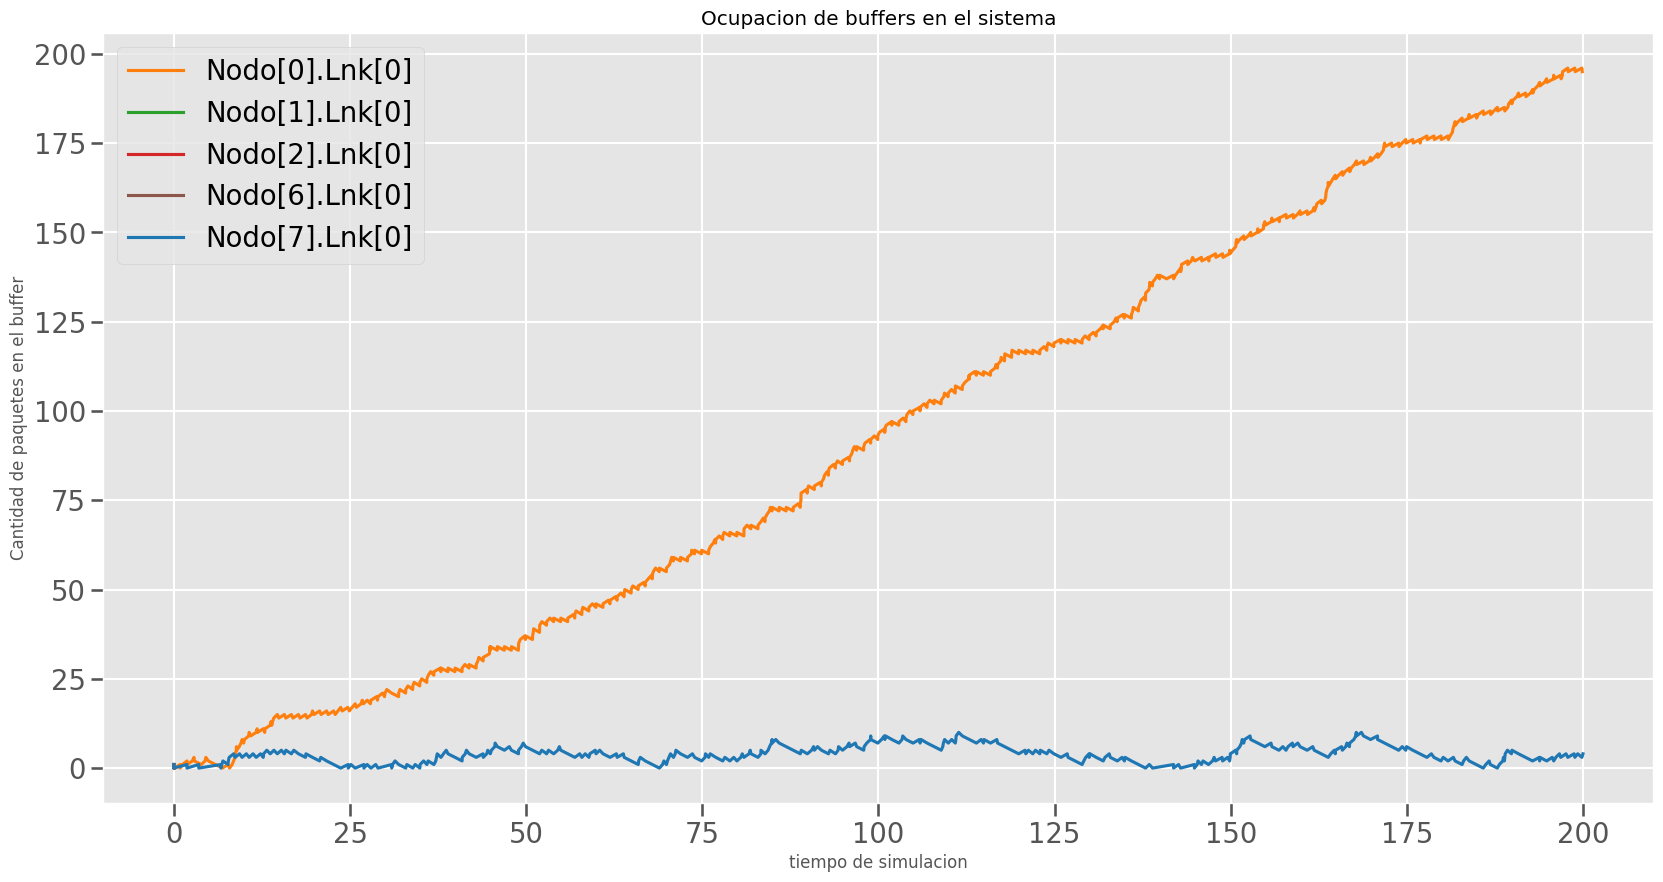 Ocupacion de buffers en el sistema
Nodo[0].Lnk[0]
Nodo[1].Lnk[0]
Nodo[2].Lnk[0]
Nodo[6].Lnk[0]
Nodo[7].Lnk[0]
Cantidad de paquetes en el buffer
200
175
150
125
100
75
50
25
0
0 25 50 75 100 125 150 175 200
tiempo de simulacion